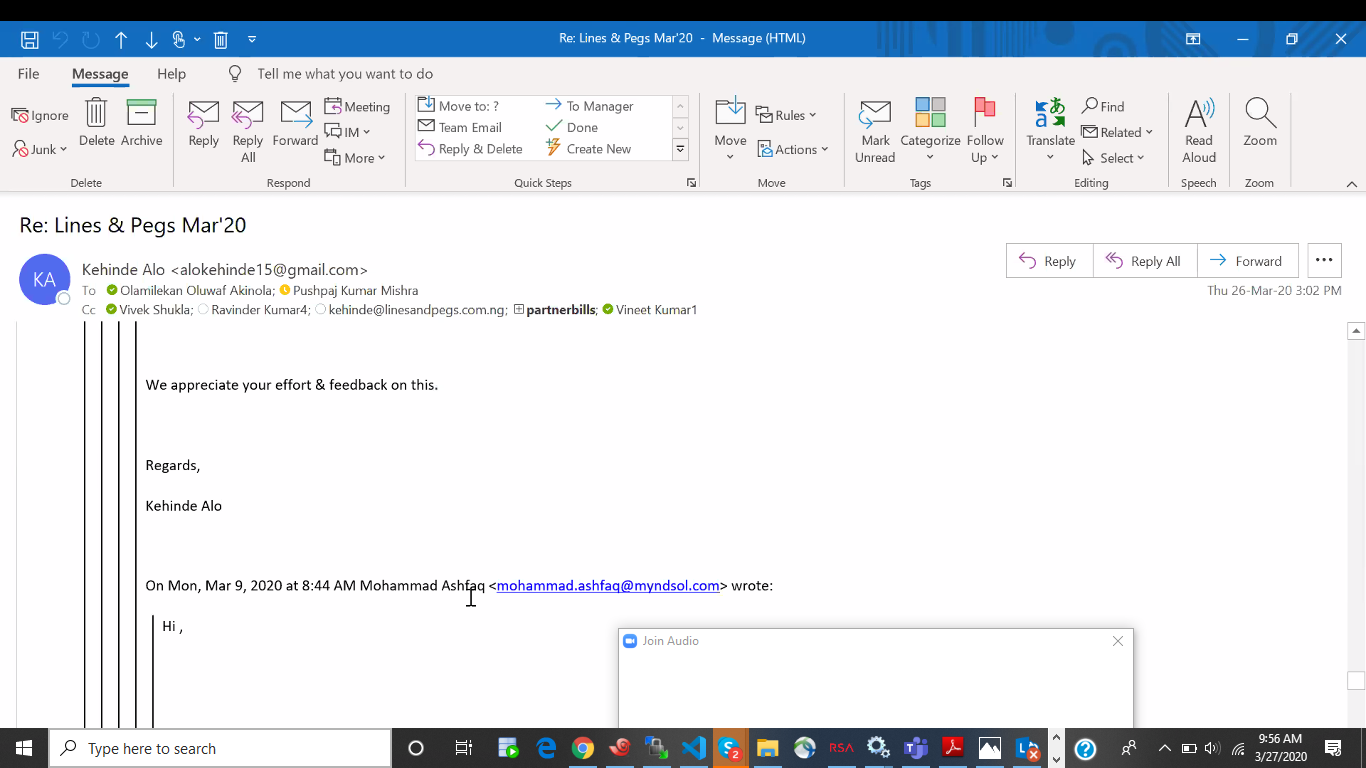 Re: Lines & Pegs Mar'20 - Message (HTML)
File Message Help Tell me what you want to do
Ignore
Junk
Delete
Archive
Delete
Reply
Reply All
Forward
Meeting
IM
More
Respond
Move to: ?
To Manager
Team Email
Done
Reply & Delete
Create New
Quick Steps
Move
Rules
Actions
Move
Mark Unread
Categorize
Follow Up
Tags
Translate
Find
Related
Select
Editing
Read Aloud
Speech
Zoom
Zoom
Re: Lines & Pegs Mar'20
KA
Kehinde Alo <alokehinde15@gmail.com>
To Olamilekan Oluwaf Akinola; Pushpaj Kumar Mishra
Cc Vivek Shukla; Ravinder Kumar4; kehinde@linesandpegs.com.ng; partnerbills; Vineet Kumar1
Reply Reply All Forward
Thu 26-Mar-20 3:02 PM
We appreciate your effort & feedback on this.
Regards,
Kehinde Alo
On Mon, Mar 9, 2020 at 8:44 AM Mohammad Ashfaq <mohammad.ashfaq@myndsol.com> wrote:
Hi ,
Join Audio
Type here to search
2
RSA
9:56 AM
3/27/2020